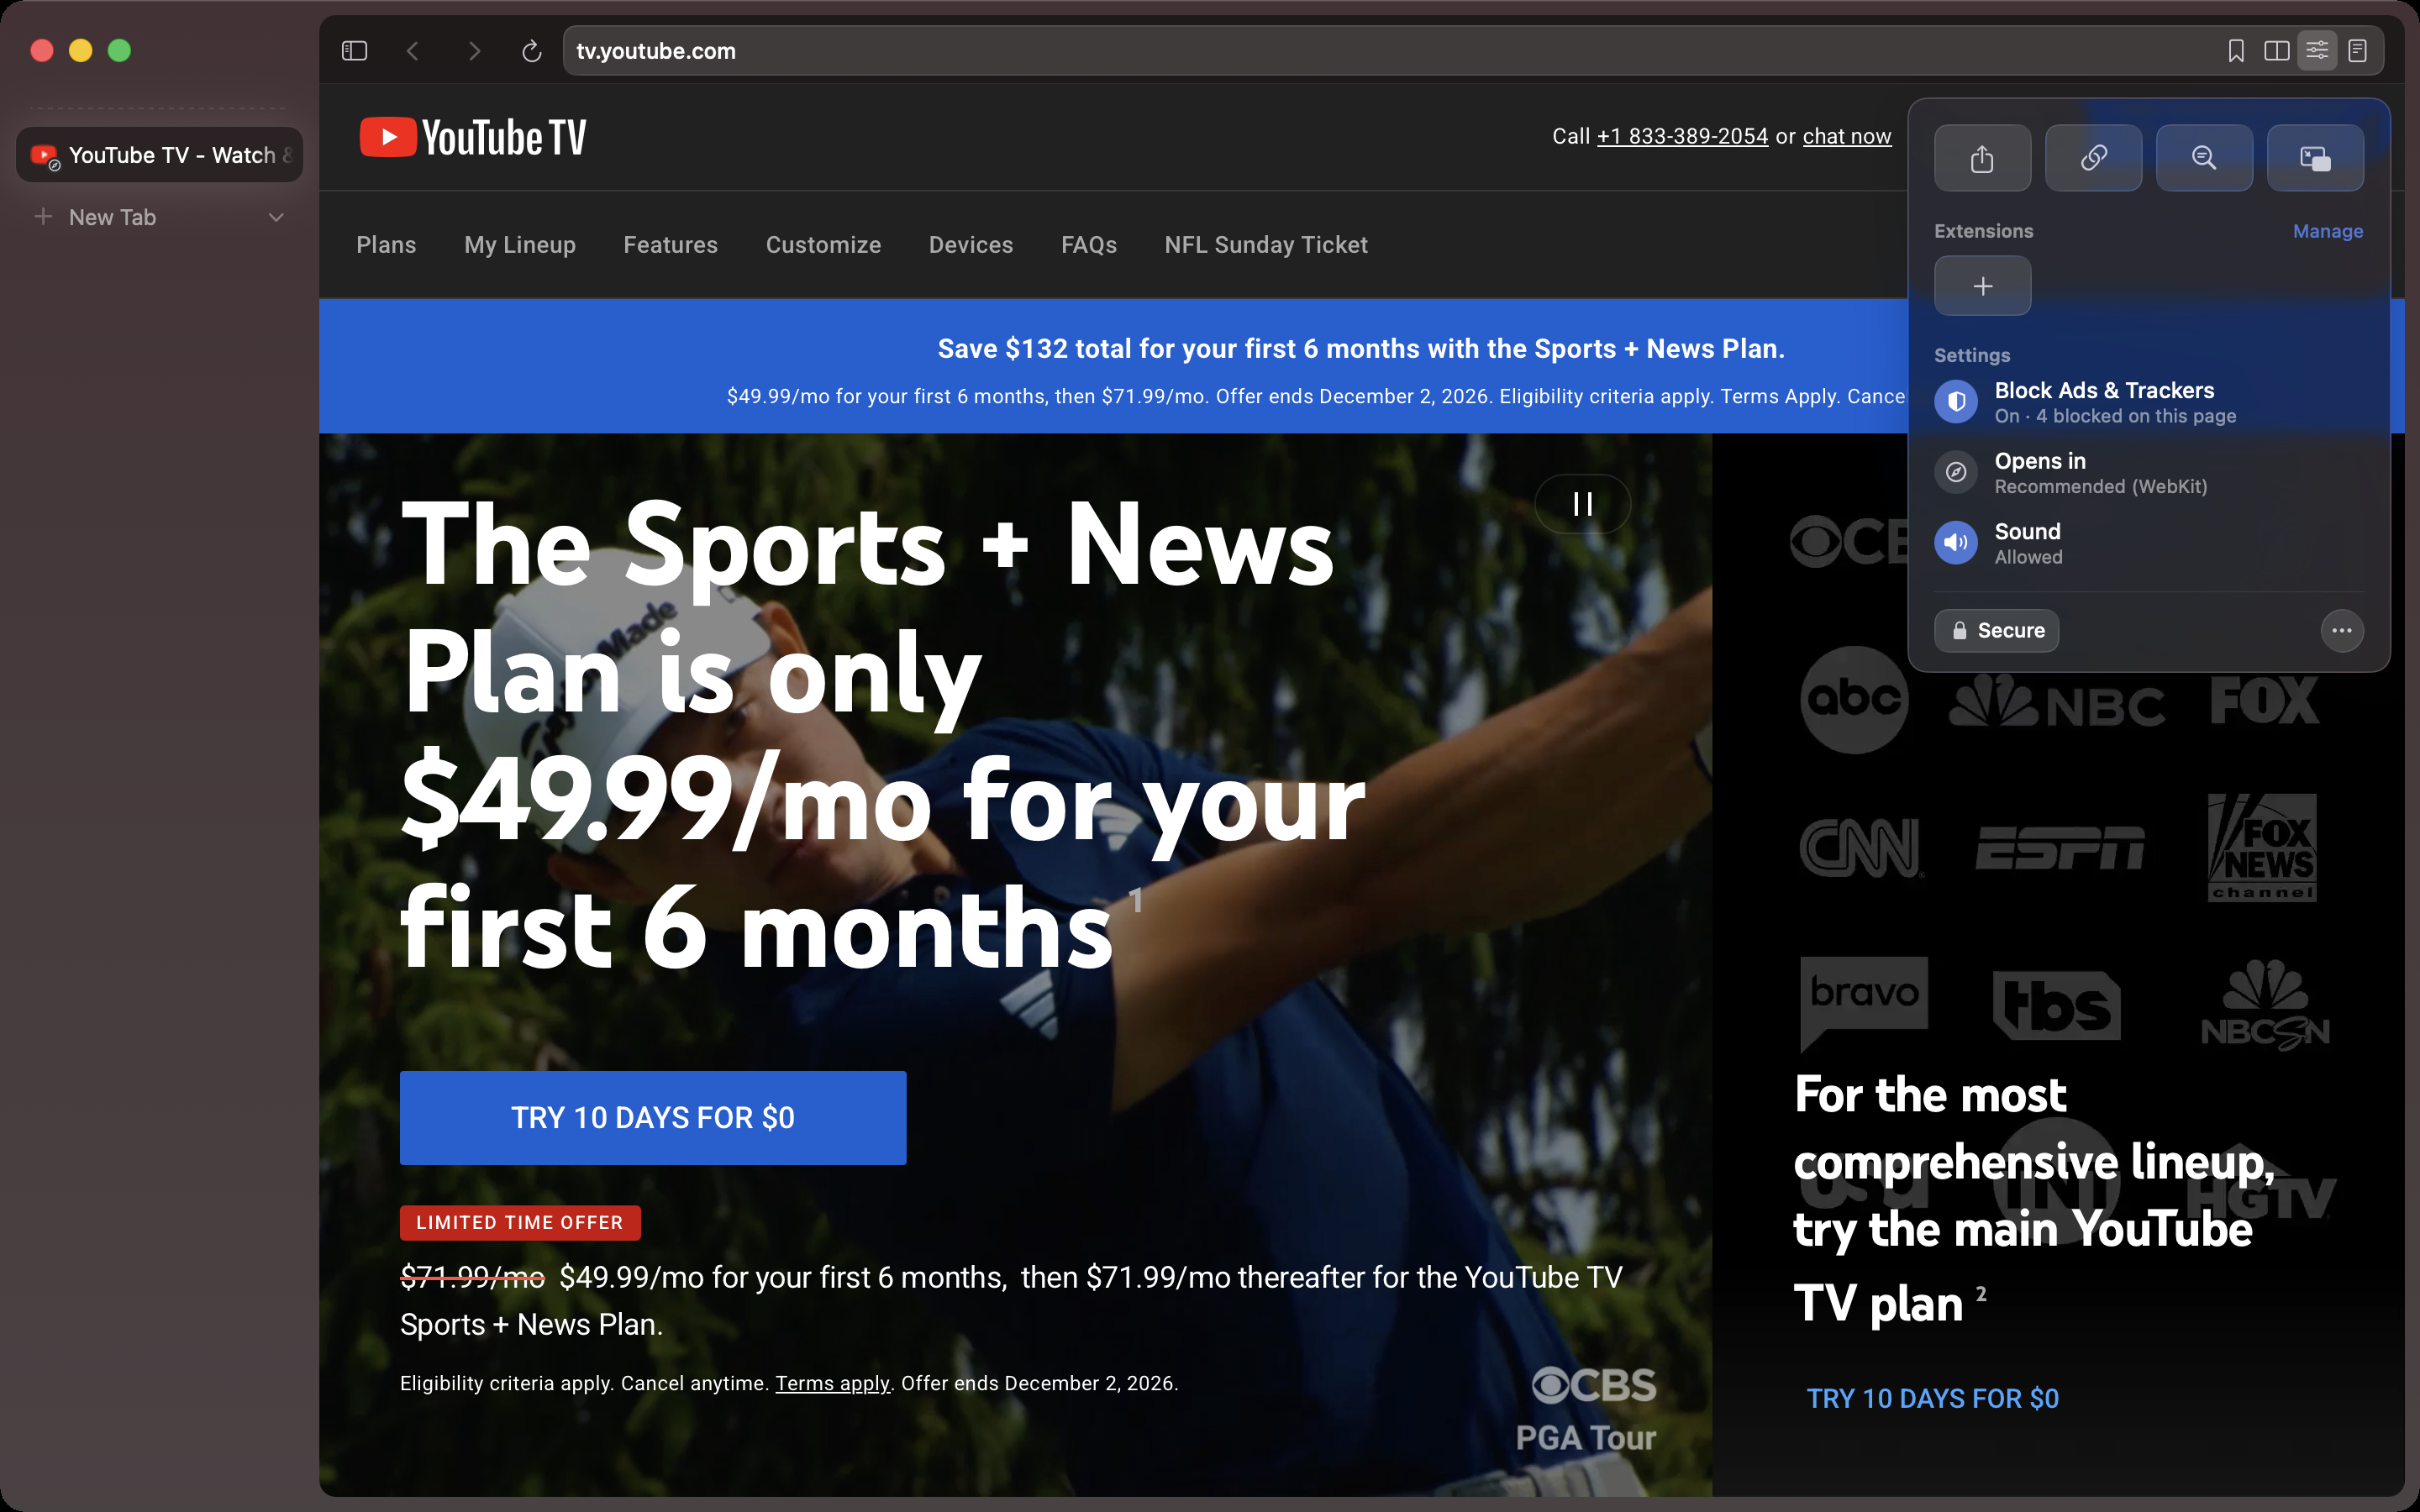 tv.youtube.com
YouTube TV - Watch &
New Tab
YouTube TV
Call +1 833-389-2054 or chat now
Plans My Lineup Features Customize Devices FAQs NFL Sunday Ticket
Save $132 total for your first 6 months with the Sports + News Plan.
$49.99/mo for your first 6 months, then $71.99/mo. Offer ends December 2, 2026. Eligibility criteria apply. Terms Apply.
Extensions Manage
Settings
Block Ads & Trackers
On · 4 blocked on this page
Opens in
Recommended (WebKit)
Sound
Allowed
Secure
The Sports + News
Plan is only
$49.99/mo for your
first 6 months 1
TaylorMade
TRY 10 DAYS FOR $0
LIMITED TIME OFFER
$71.99/mo $49.99/mo for your first 6 months, then $71.99/mo thereafter for the YouTube TV
Sports + News Plan.
Eligibility criteria apply. Cancel anytime. Terms apply. Offer ends December 2, 2026.
CBS
PGA Tour
abc NBC FOX
CNN ESPN FOX
NEWS
channel
bravo tbs NBCSN
usa TNT HGTV
For the most
comprehensive lineup,
try the main YouTube
TV plan 2
TRY 10 DAYS FOR $0